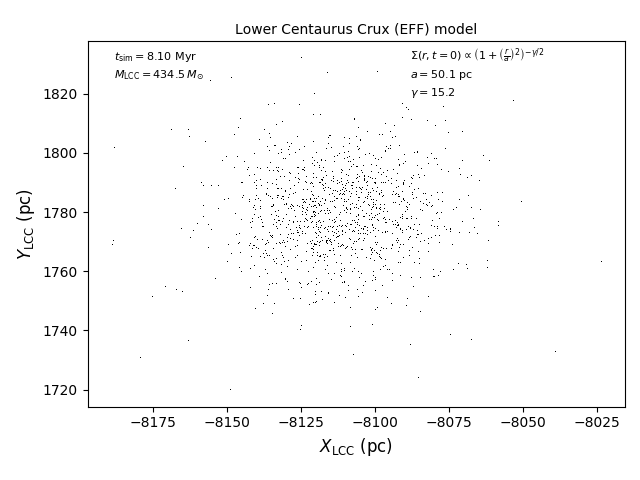 Lower Centaurus Crux (EFF) model
t_sim = 8.10 Myr
M_LCC = 434.5 M_⊙
Σ(r, t = 0) ∝ (1 + (r/a)²)^(−γ/2)
a = 50.1 pc
γ = 15.2
Y_LCC (pc)
1820
1800
1780
1760
1740
1720
−8175 −8150 −8125 −8100 −8075 −8050 −8025
X_LCC (pc)